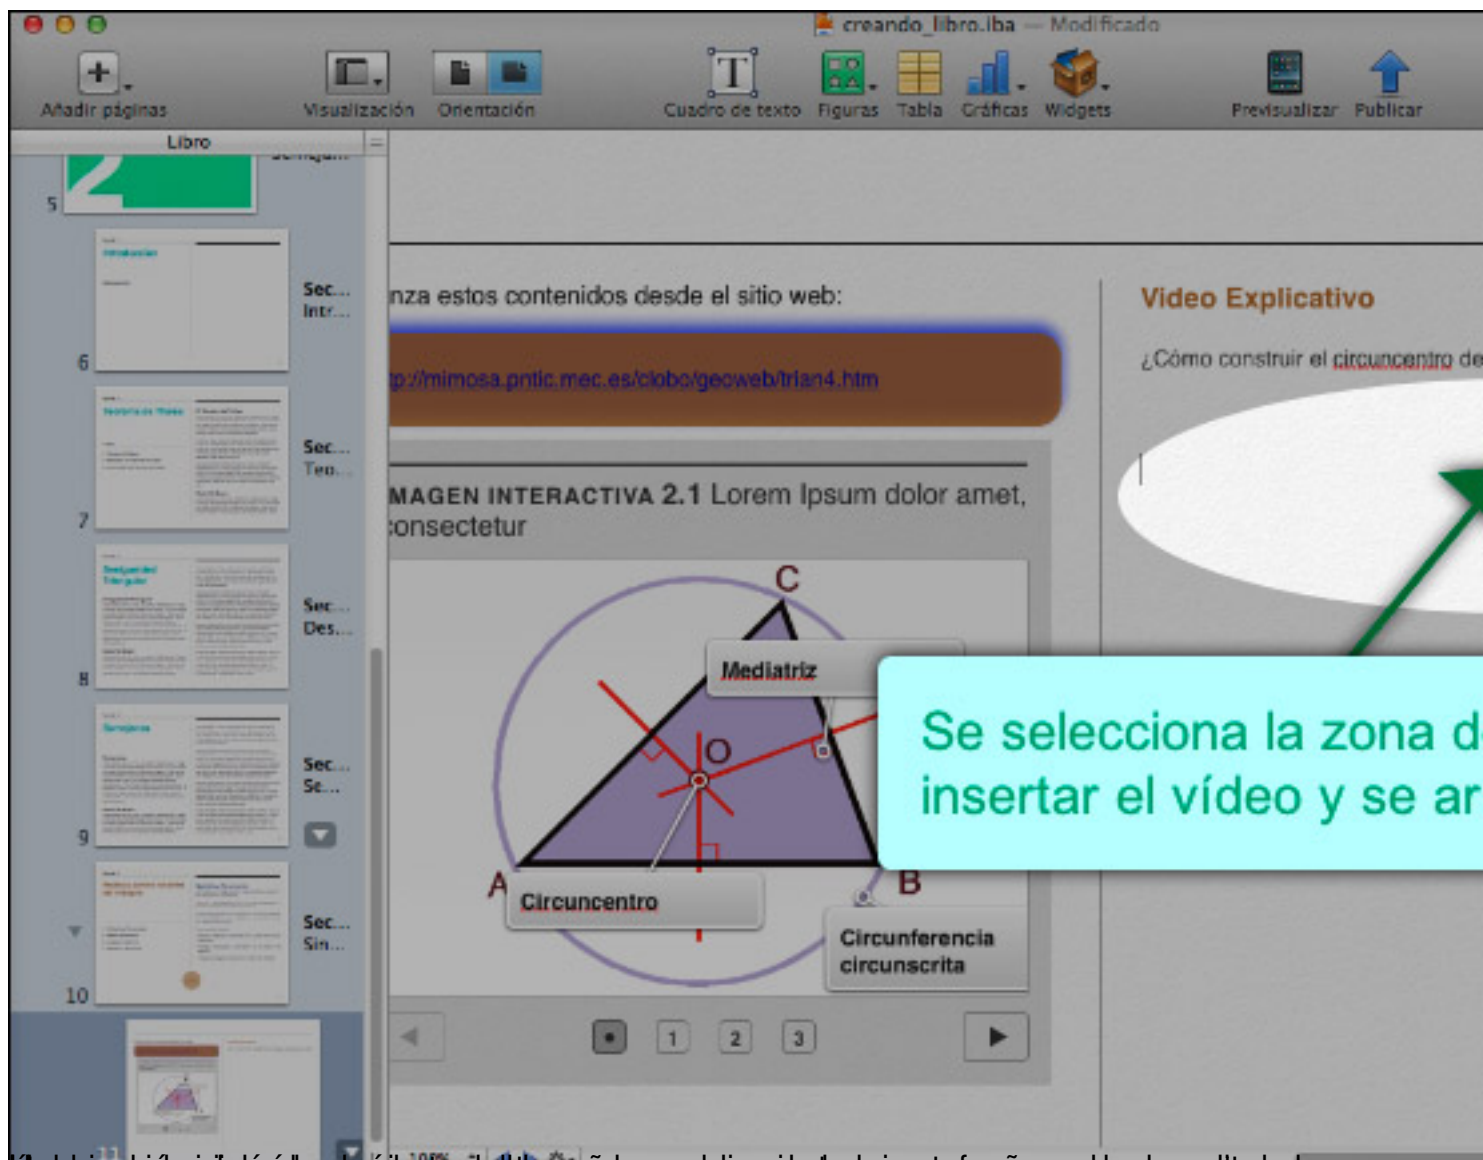 creando_libro.iba — Modificado
Añadir páginas
Visualización
Orientación
Cuadro de texto
Figuras
Tabla
Gráficas
Widgets
Previsualizar
Publicar
Libro
5
Sec...
Intr...
6
Sec...
Teo...
7
Sec...
Des...
8
Sec...
Se...
9
Sec...
Sin...
10
11
nza estos contenidos desde el sitio web:
tp://mimosa.pntic.mec.es/clobo/geoweb/trian4.htm
MAGEN INTERACTIVA 2.1 Lorem Ipsum dolor amet,
consectetur
C
Mediatriz
O
A
B
Circuncentro
Circunferencia
circunscrita
1 2 3
Video Explicativo
¿Cómo construir el circuncentro de
Se selecciona la zona d
insertar el vídeo y se ar